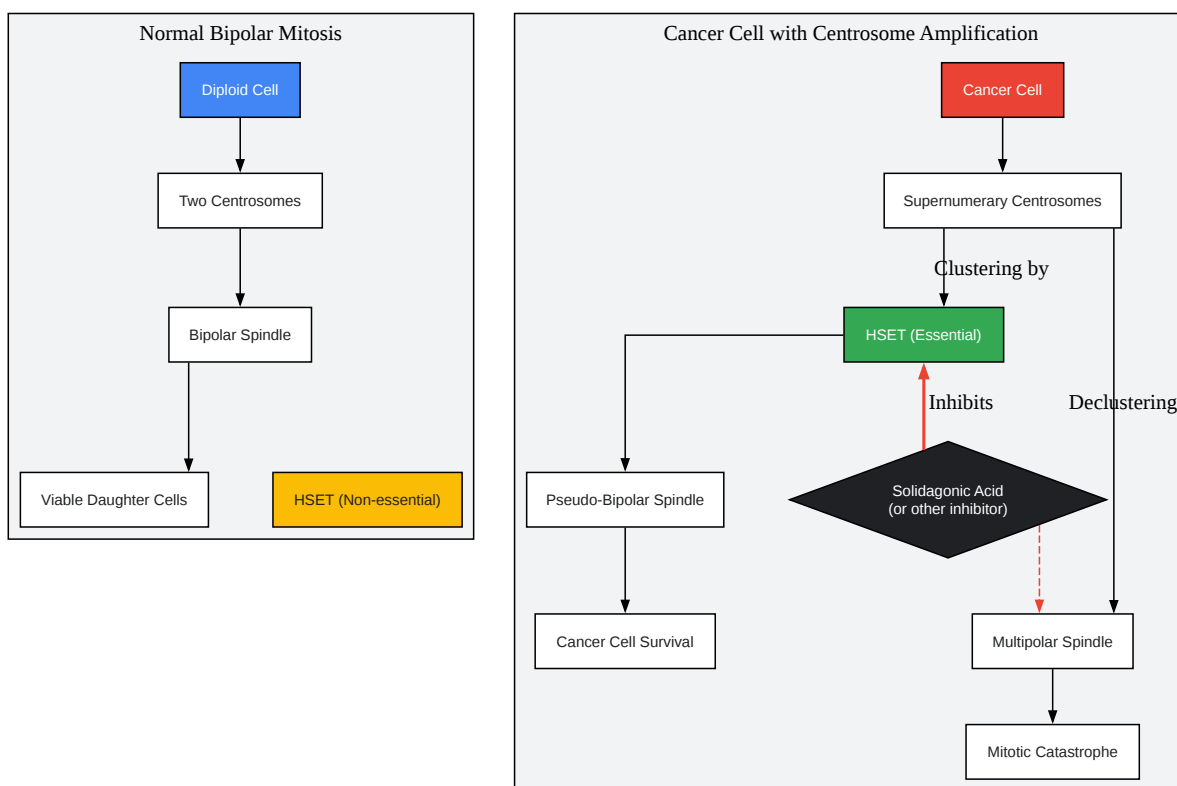 Normal Bipolar Mitosis
Diploid Cell
Two Centrosomes
Bipolar Spindle
Viable Daughter Cells
HSET (Non-essential)
Cancer Cell with Centrosome Amplification
Cancer Cell
Supernumerary Centrosomes
Clustering by
HSET (Essential)
Inhibits
Declustering
Pseudo-Bipolar Spindle
Solidagonic Acid
(or other inhibitor)
Cancer Cell Survival
Multipolar Spindle
Mitotic Catastrophe